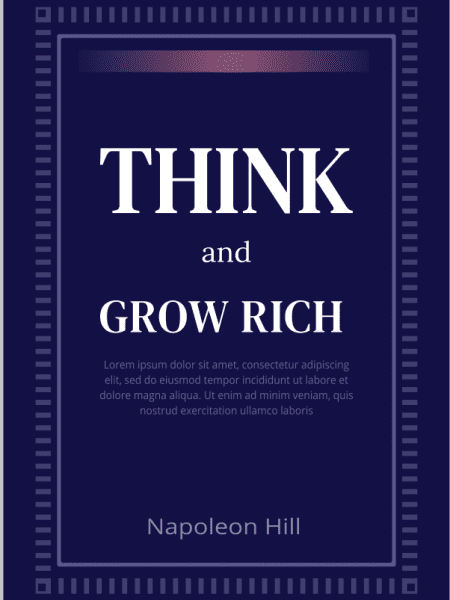 THINK
and
GROW RICH
Lorem ipsum dolor sit amet, consectetur adipiscing
elit, sed do eiusmod tempor incididunt ut labore et
dolore magna aliqua. Ut enim ad minim veniam, quis
nostrud exercitation ullamco laboris
Napoleon Hill